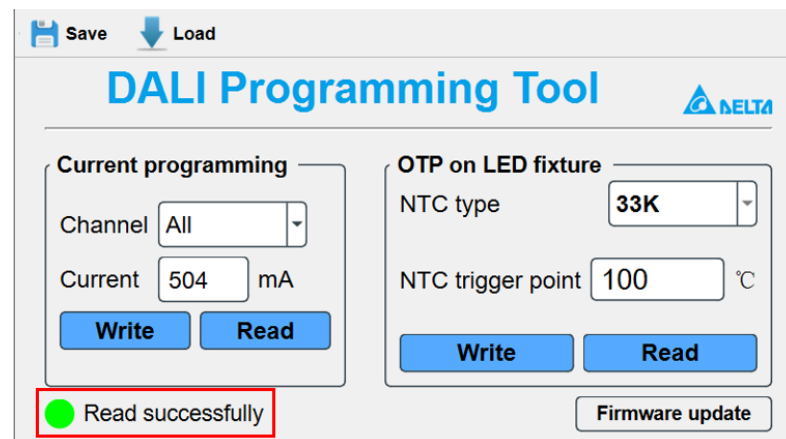 Save Load
DALI Programming Tool
DELTA
Current programming
Channel All
Current 504 mA
Write Read
OTP on LED fixture
NTC type 33K
NTC trigger point 100 ℃
Write Read
Read successfully
Firmware update